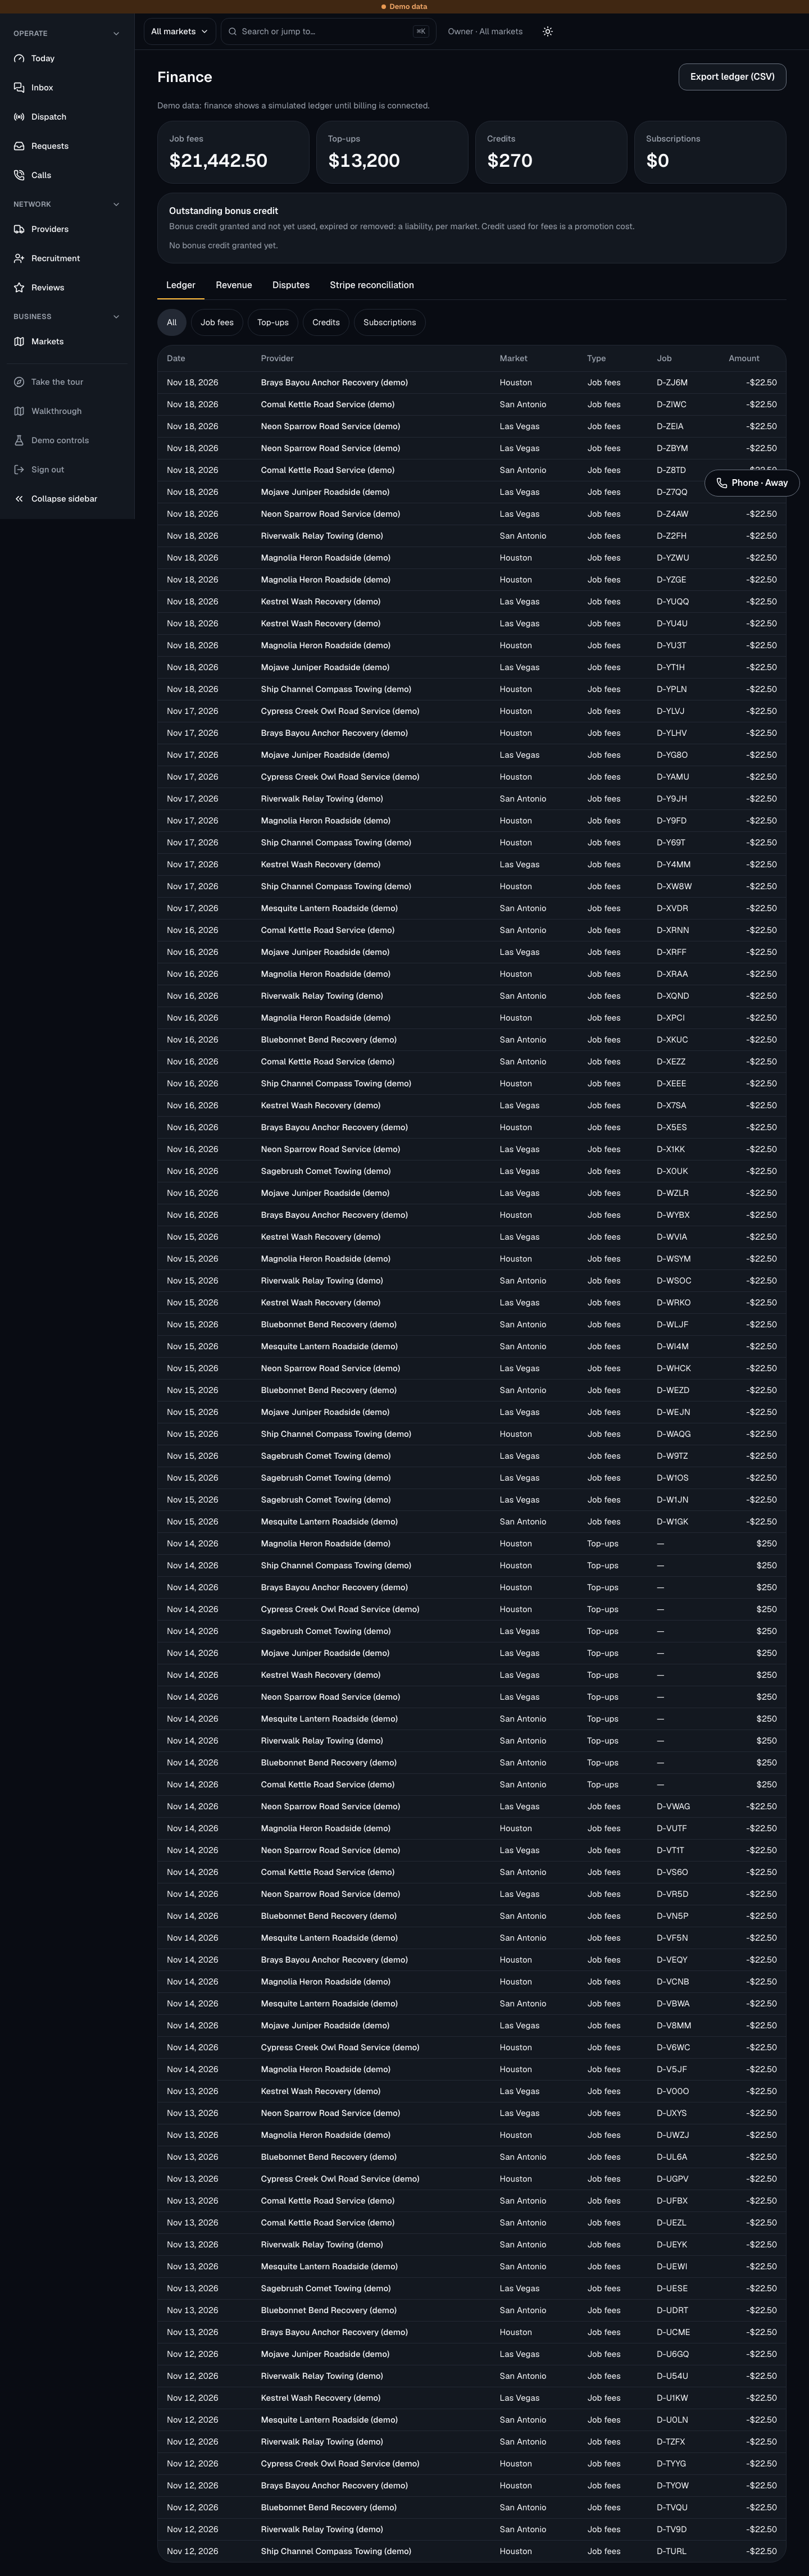 Demo data
OPERATE
Today
Inbox
Dispatch
Requests
Calls
NETWORK
Providers
Recruitment
Reviews
BUSINESS
Markets
Take the tour
Walkthrough
Demo controls
Sign out
Collapse sidebar
All markets
Search or jump to...
⌘K
Owner · All markets
Finance
Export ledger (CSV)
Demo data: finance shows a simulated ledger until billing is connected.
Job fees
$21,442.50
Top-ups
$13,200
Credits
$270
Subscriptions
$0
Outstanding bonus credit
Bonus credit granted and not yet used, expired or removed: a liability, per market. Credit used for fees is a promotion cost.
No bonus credit granted yet.
Ledger Revenue Disputes Stripe reconciliation
All Job fees Top-ups Credits Subscriptions
Date Provider Market Type Job Amount
Nov 18, 2026 Brays Bayou Anchor Recovery (demo) Houston Job fees D-ZJ6M -$22.50
Nov 18, 2026 Comal Kettle Road Service (demo) San Antonio Job fees D-ZIWC -$22.50
Nov 18, 2026 Neon Sparrow Road Service (demo) Las Vegas Job fees D-ZEIA -$22.50
Nov 18, 2026 Neon Sparrow Road Service (demo) Las Vegas Job fees D-ZBYM -$22.50
Nov 18, 2026 Comal Kettle Road Service (demo) San Antonio Job fees D-Z8TD
Phone · Away
Nov 18, 2026 Mojave Juniper Roadside (demo) Las Vegas Job fees D-Z7QQ
Nov 18, 2026 Neon Sparrow Road Service (demo) Las Vegas Job fees D-Z4AW -$22.50
Nov 18, 2026 Riverwalk Relay Towing (demo) San Antonio Job fees D-Z2FH -$22.50
Nov 18, 2026 Magnolia Heron Roadside (demo) Houston Job fees D-YZWU -$22.50
Nov 18, 2026 Magnolia Heron Roadside (demo) Houston Job fees D-YZGE -$22.50
Nov 18, 2026 Kestrel Wash Recovery (demo) Las Vegas Job fees D-YUQQ -$22.50
Nov 18, 2026 Kestrel Wash Recovery (demo) Las Vegas Job fees D-YU4U -$22.50
Nov 18, 2026 Magnolia Heron Roadside (demo) Houston Job fees D-YU3T -$22.50
Nov 18, 2026 Mojave Juniper Roadside (demo) Las Vegas Job fees D-YT1H -$22.50
Nov 18, 2026 Ship Channel Compass Towing (demo) Houston Job fees D-YPLN -$22.50
Nov 17, 2026 Cypress Creek Owl Road Service (demo) Houston Job fees D-YLVJ -$22.50
Nov 17, 2026 Brays Bayou Anchor Recovery (demo) Houston Job fees D-YLHV -$22.50
Nov 17, 2026 Mojave Juniper Roadside (demo) Las Vegas Job fees D-YG8O -$22.50
Nov 17, 2026 Cypress Creek Owl Road Service (demo) Houston Job fees D-YAMU -$22.50
Nov 17, 2026 Riverwalk Relay Towing (demo) San Antonio Job fees D-Y9JH -$22.50
Nov 17, 2026 Magnolia Heron Roadside (demo) Houston Job fees D-Y9FD -$22.50
Nov 17, 2026 Ship Channel Compass Towing (demo) Houston Job fees D-Y69T -$22.50
Nov 17, 2026 Kestrel Wash Recovery (demo) Las Vegas Job fees D-Y4MM -$22.50
Nov 17, 2026 Ship Channel Compass Towing (demo) Houston Job fees D-XW8W -$22.50
Nov 17, 2026 Mesquite Lantern Roadside (demo) San Antonio Job fees D-XVDR -$22.50
Nov 16, 2026 Comal Kettle Road Service (demo) San Antonio Job fees D-XRNN -$22.50
Nov 16, 2026 Mojave Juniper Roadside (demo) Las Vegas Job fees D-XRFF -$22.50
Nov 16, 2026 Magnolia Heron Roadside (demo) Houston Job fees D-XRAA -$22.50
Nov 16, 2026 Riverwalk Relay Towing (demo) San Antonio Job fees D-XQND -$22.50
Nov 16, 2026 Magnolia Heron Roadside (demo) Houston Job fees D-XPCI -$22.50
Nov 16, 2026 Bluebonnet Bend Recovery (demo) San Antonio Job fees D-XKUC -$22.50
Nov 16, 2026 Comal Kettle Road Service (demo) San Antonio Job fees D-XEZZ -$22.50
Nov 16, 2026 Ship Channel Compass Towing (demo) Houston Job fees D-XEEE -$22.50
Nov 16, 2026 Kestrel Wash Recovery (demo) Las Vegas Job fees D-X7SA -$22.50
Nov 16, 2026 Brays Bayou Anchor Recovery (demo) Houston Job fees D-X5ES -$22.50
Nov 16, 2026 Neon Sparrow Road Service (demo) Las Vegas Job fees D-X1KK -$22.50
Nov 16, 2026 Sagebrush Comet Towing (demo) Las Vegas Job fees D-X0UK -$22.50
Nov 16, 2026 Mojave Juniper Roadside (demo) Las Vegas Job fees D-WZLR -$22.50
Nov 16, 2026 Brays Bayou Anchor Recovery (demo) Houston Job fees D-WYBX -$22.50
Nov 15, 2026 Kestrel Wash Recovery (demo) Las Vegas Job fees D-WVIA -$22.50
Nov 15, 2026 Magnolia Heron Roadside (demo) Houston Job fees D-WSYM -$22.50
Nov 15, 2026 Riverwalk Relay Towing (demo) San Antonio Job fees D-WSOC -$22.50
Nov 15, 2026 Kestrel Wash Recovery (demo) Las Vegas Job fees D-WRKO -$22.50
Nov 15, 2026 Bluebonnet Bend Recovery (demo) San Antonio Job fees D-WLJF -$22.50
Nov 15, 2026 Mesquite Lantern Roadside (demo) San Antonio Job fees D-WI4M -$22.50
Nov 15, 2026 Neon Sparrow Road Service (demo) Las Vegas Job fees D-WHCK -$22.50
Nov 15, 2026 Bluebonnet Bend Recovery (demo) San Antonio Job fees D-WEZD -$22.50
Nov 15, 2026 Mojave Juniper Roadside (demo) Las Vegas Job fees D-WEJN -$22.50
Nov 15, 2026 Ship Channel Compass Towing (demo) Houston Job fees D-WAQG -$22.50
Nov 15, 2026 Sagebrush Comet Towing (demo) Las Vegas Job fees D-W9TZ -$22.50
Nov 15, 2026 Sagebrush Comet Towing (demo) Las Vegas Job fees D-W1OS -$22.50
Nov 15, 2026 Sagebrush Comet Towing (demo) Las Vegas Job fees D-W1JN -$22.50
Nov 15, 2026 Mesquite Lantern Roadside (demo) San Antonio Job fees D-W1GK -$22.50
Nov 14, 2026 Magnolia Heron Roadside (demo) Houston Top-ups — $250
Nov 14, 2026 Ship Channel Compass Towing (demo) Houston Top-ups — $250
Nov 14, 2026 Brays Bayou Anchor Recovery (demo) Houston Top-ups — $250
Nov 14, 2026 Cypress Creek Owl Road Service (demo) Houston Top-ups — $250
Nov 14, 2026 Sagebrush Comet Towing (demo) Las Vegas Top-ups — $250
Nov 14, 2026 Mojave Juniper Roadside (demo) Las Vegas Top-ups — $250
Nov 14, 2026 Kestrel Wash Recovery (demo) Las Vegas Top-ups — $250
Nov 14, 2026 Neon Sparrow Road Service (demo) Las Vegas Top-ups — $250
Nov 14, 2026 Mesquite Lantern Roadside (demo) San Antonio Top-ups — $250
Nov 14, 2026 Riverwalk Relay Towing (demo) San Antonio Top-ups — $250
Nov 14, 2026 Bluebonnet Bend Recovery (demo) San Antonio Top-ups — $250
Nov 14, 2026 Comal Kettle Road Service (demo) San Antonio Top-ups — $250
Nov 14, 2026 Neon Sparrow Road Service (demo) Las Vegas Job fees D-VWAG -$22.50
Nov 14, 2026 Magnolia Heron Roadside (demo) Houston Job fees D-VUTF -$22.50
Nov 14, 2026 Neon Sparrow Road Service (demo) Las Vegas Job fees D-VT1T -$22.50
Nov 14, 2026 Comal Kettle Road Service (demo) San Antonio Job fees D-VS6O -$22.50
Nov 14, 2026 Neon Sparrow Road Service (demo) Las Vegas Job fees D-VR5D -$22.50
Nov 14, 2026 Bluebonnet Bend Recovery (demo) San Antonio Job fees D-VN5P -$22.50
Nov 14, 2026 Mesquite Lantern Roadside (demo) San Antonio Job fees D-VF5N -$22.50
Nov 14, 2026 Brays Bayou Anchor Recovery (demo) Houston Job fees D-VEQY -$22.50
Nov 14, 2026 Magnolia Heron Roadside (demo) Houston Job fees D-VCNB -$22.50
Nov 14, 2026 Mesquite Lantern Roadside (demo) San Antonio Job fees D-VBWA -$22.50
Nov 14, 2026 Mojave Juniper Roadside (demo) Las Vegas Job fees D-V8MM -$22.50
Nov 14, 2026 Cypress Creek Owl Road Service (demo) Houston Job fees D-V6WC -$22.50
Nov 14, 2026 Magnolia Heron Roadside (demo) Houston Job fees D-V5JF -$22.50
Nov 13, 2026 Kestrel Wash Recovery (demo) Las Vegas Job fees D-V00O -$22.50
Nov 13, 2026 Neon Sparrow Road Service (demo) Las Vegas Job fees D-UXYS -$22.50
Nov 13, 2026 Magnolia Heron Roadside (demo) Houston Job fees D-UWZJ -$22.50
Nov 13, 2026 Bluebonnet Bend Recovery (demo) San Antonio Job fees D-UL6A -$22.50
Nov 13, 2026 Cypress Creek Owl Road Service (demo) Houston Job fees D-UGPV -$22.50
Nov 13, 2026 Comal Kettle Road Service (demo) San Antonio Job fees D-UFBX -$22.50
Nov 13, 2026 Comal Kettle Road Service (demo) San Antonio Job fees D-UEZL -$22.50
Nov 13, 2026 Riverwalk Relay Towing (demo) San Antonio Job fees D-UEYK -$22.50
Nov 13, 2026 Mesquite Lantern Roadside (demo) San Antonio Job fees D-UEWI -$22.50
Nov 13, 2026 Sagebrush Comet Towing (demo) Las Vegas Job fees D-UESE -$22.50
Nov 13, 2026 Bluebonnet Bend Recovery (demo) San Antonio Job fees D-UDRT -$22.50
Nov 13, 2026 Brays Bayou Anchor Recovery (demo) Houston Job fees D-UCME -$22.50
Nov 12, 2026 Mojave Juniper Roadside (demo) Las Vegas Job fees D-U6GQ -$22.50
Nov 12, 2026 Riverwalk Relay Towing (demo) San Antonio Job fees D-U54U -$22.50
Nov 12, 2026 Kestrel Wash Recovery (demo) Las Vegas Job fees D-U1KW -$22.50
Nov 12, 2026 Mesquite Lantern Roadside (demo) San Antonio Job fees D-U0LN -$22.50
Nov 12, 2026 Riverwalk Relay Towing (demo) San Antonio Job fees D-TZFX -$22.50
Nov 12, 2026 Cypress Creek Owl Road Service (demo) Houston Job fees D-TYYG -$22.50
Nov 12, 2026 Brays Bayou Anchor Recovery (demo) Houston Job fees D-TYOW -$22.50
Nov 12, 2026 Bluebonnet Bend Recovery (demo) San Antonio Job fees D-TVQU -$22.50
Nov 12, 2026 Riverwalk Relay Towing (demo) San Antonio Job fees D-TV9D -$22.50
Nov 12, 2026 Ship Channel Compass Towing (demo) Houston Job fees D-TURL -$22.50